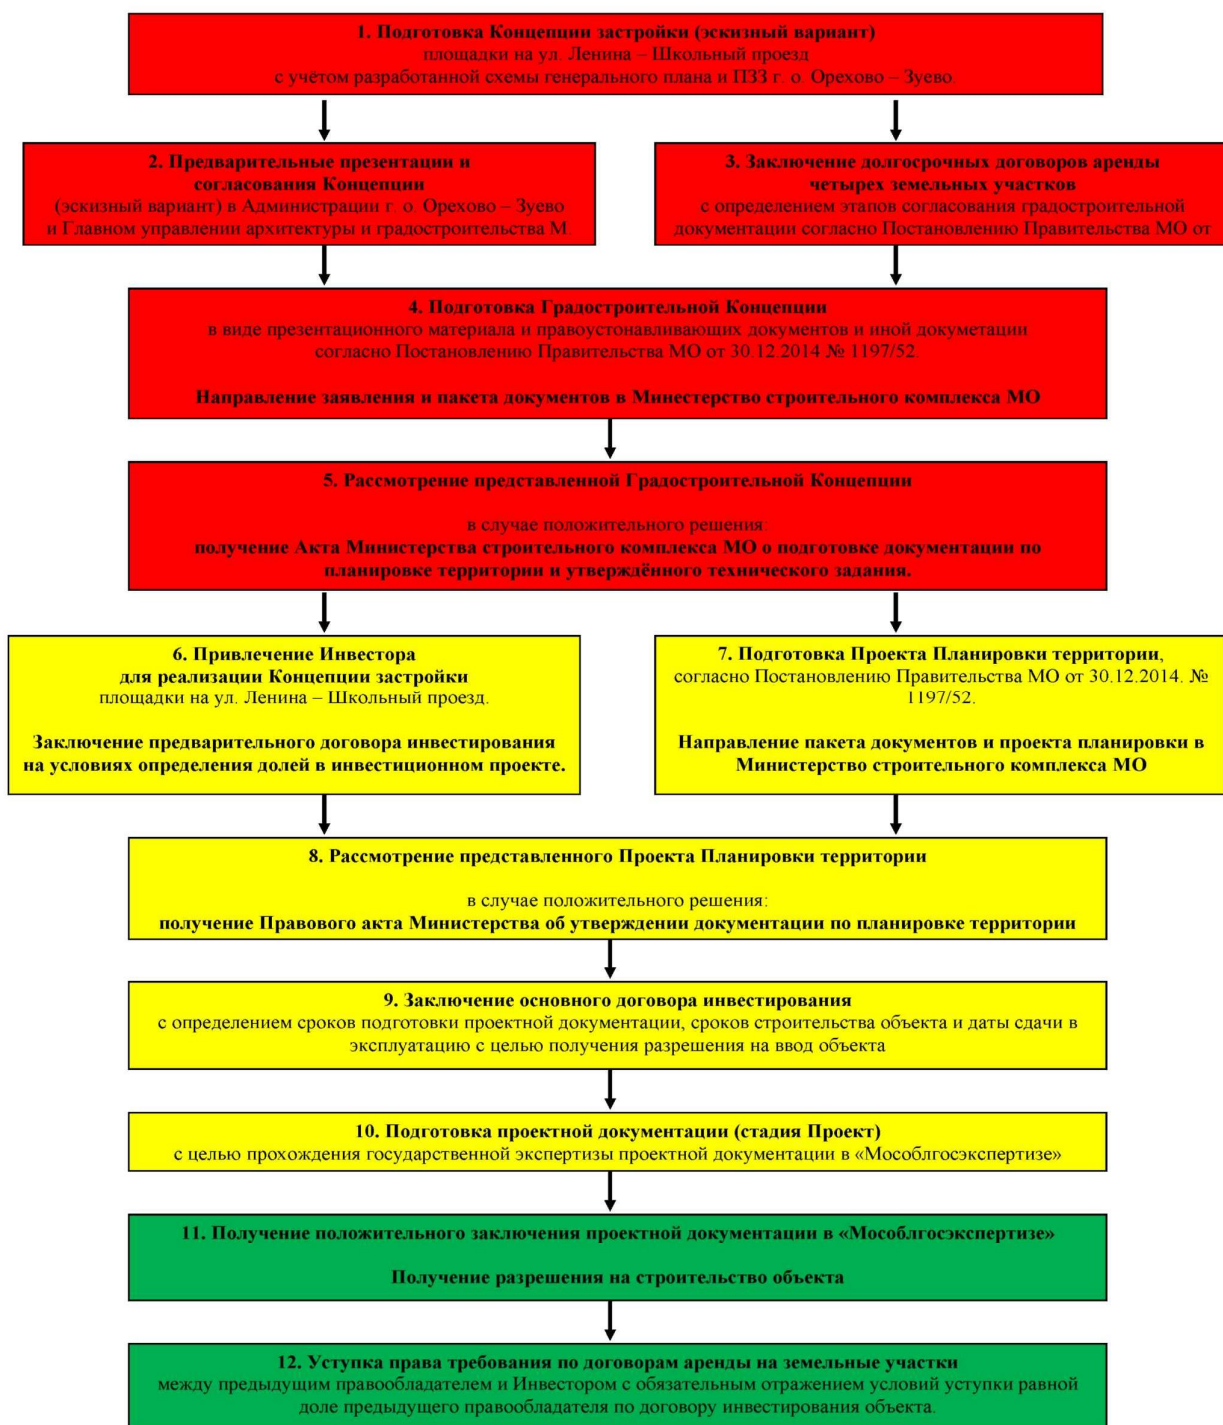 1. Подготовка Концепции застройки (эскизный вариант)
площадки на ул. Ленина – Школьный проезд
с учётом разработанной схемы генерального плана и ПЗЗ г. о. Орехово – Зуево.
2. Предварительные презентации и
согласования Концепции
(эскизный вариант) в Администрации г. о. Орехово – Зуево
и Главном управлении архитектуры и градостроительства М.
3. Заключение долгосрочных договоров аренды
четырех земельных участков
с определением этапов согласования градостроительной
документации согласно Постановлению Правительства МО от
4. Подготовка Градостроительной Концепции
в виде презентационного материала и правоустонавливающих документов и иной докуметации
согласно Постановлению Правительства МО от 30.12.2014 № 1197/52.
Направление заявления и пакета документов в Минестерство строительного комплекса МО
5. Рассмотрение представленной Градостроительной Концепции
в случае положительного решения:
получение Акта Министерства строительного комплекса МО о подготовке документации по
планировке территории и утверждённого технического задания.
6. Привлечение Инвестора
для реализации Концепции застройки
площадки на ул. Ленина – Школьный проезд.
Заключение предварительного договора инвестирования
на условиях определения долей в инвестиционном проекте.
7. Подготовка Проекта Планировки территории,
согласно Постановлению Правительства МО от 30.12.2014. №
1197/52.
Направление пакета документов и проекта планировки в
Министерство строительного комплекса МО
8. Рассмотрение представленного Проекта Планировки территории
в случае положительного решения:
получение Правового акта Министерства об утверждении документации по планировке территории
9. Заключение основного договора инвестирования
с определением сроков подготовки проектной документации, сроков строительства объекта и даты сдачи в
эксплуатацию с целью получения разрешения на ввод объекта
10. Подготовка проектной документации (стадия Проект)
с целью прохождения государственной экспертизы проектной документации в «Мособлгосэкспертизе»
11. Получение положительного заключения проектной документации в «Мособлгосэкспертизе»
Получение разрешения на строительство объекта
12. Уступка права требования по договорам аренды на земельные участки
между предыдущим правообладателем и Инвестором с обязательным отражением условий уступки равной
доле предыдущего правообладателя по договору инвестирования объекта.